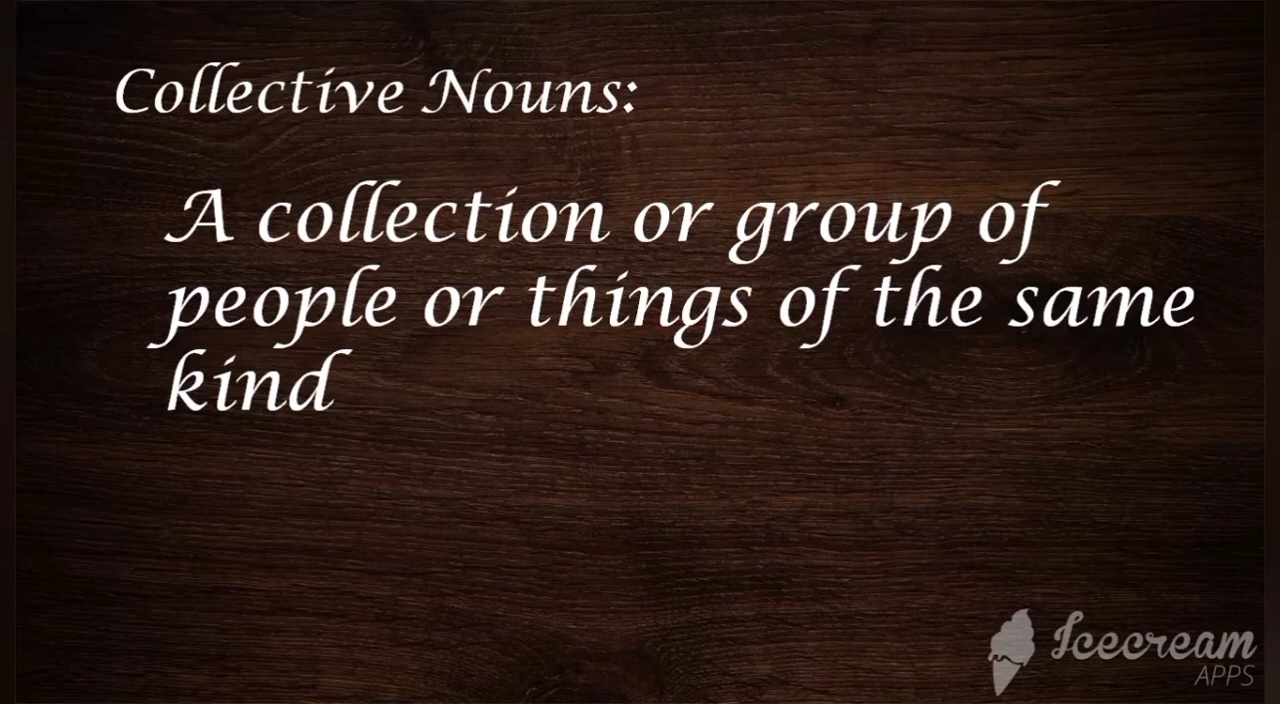 Collective Nouns:
A collection or group of
people or things of the same
kind
Icecream
APPS